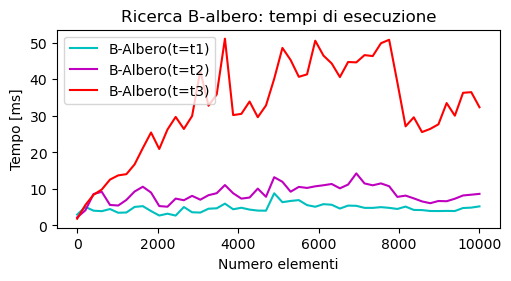 Ricerca B-albero: tempi di esecuzione
Tempo [ms]
50
40
30
20
10
0
B-Albero(t=t1)
B-Albero(t=t2)
B-Albero(t=t3)
0 2000 4000 6000 8000 10000
Numero elementi